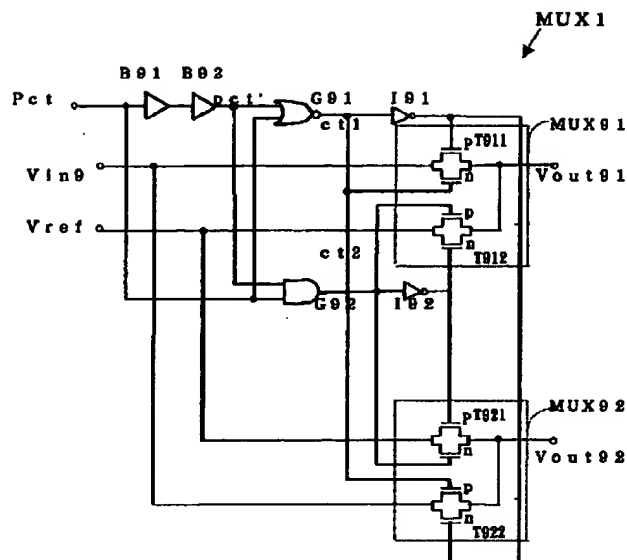 MUX1
B91 B92
Pct
pct'
G91
ct1
I91
MUX91
pT911
n
Vin9
Vout91
Vref
p
n
T912
ct2
G92
I92
MUX92
pT921
n
Vout92
p
n
T922